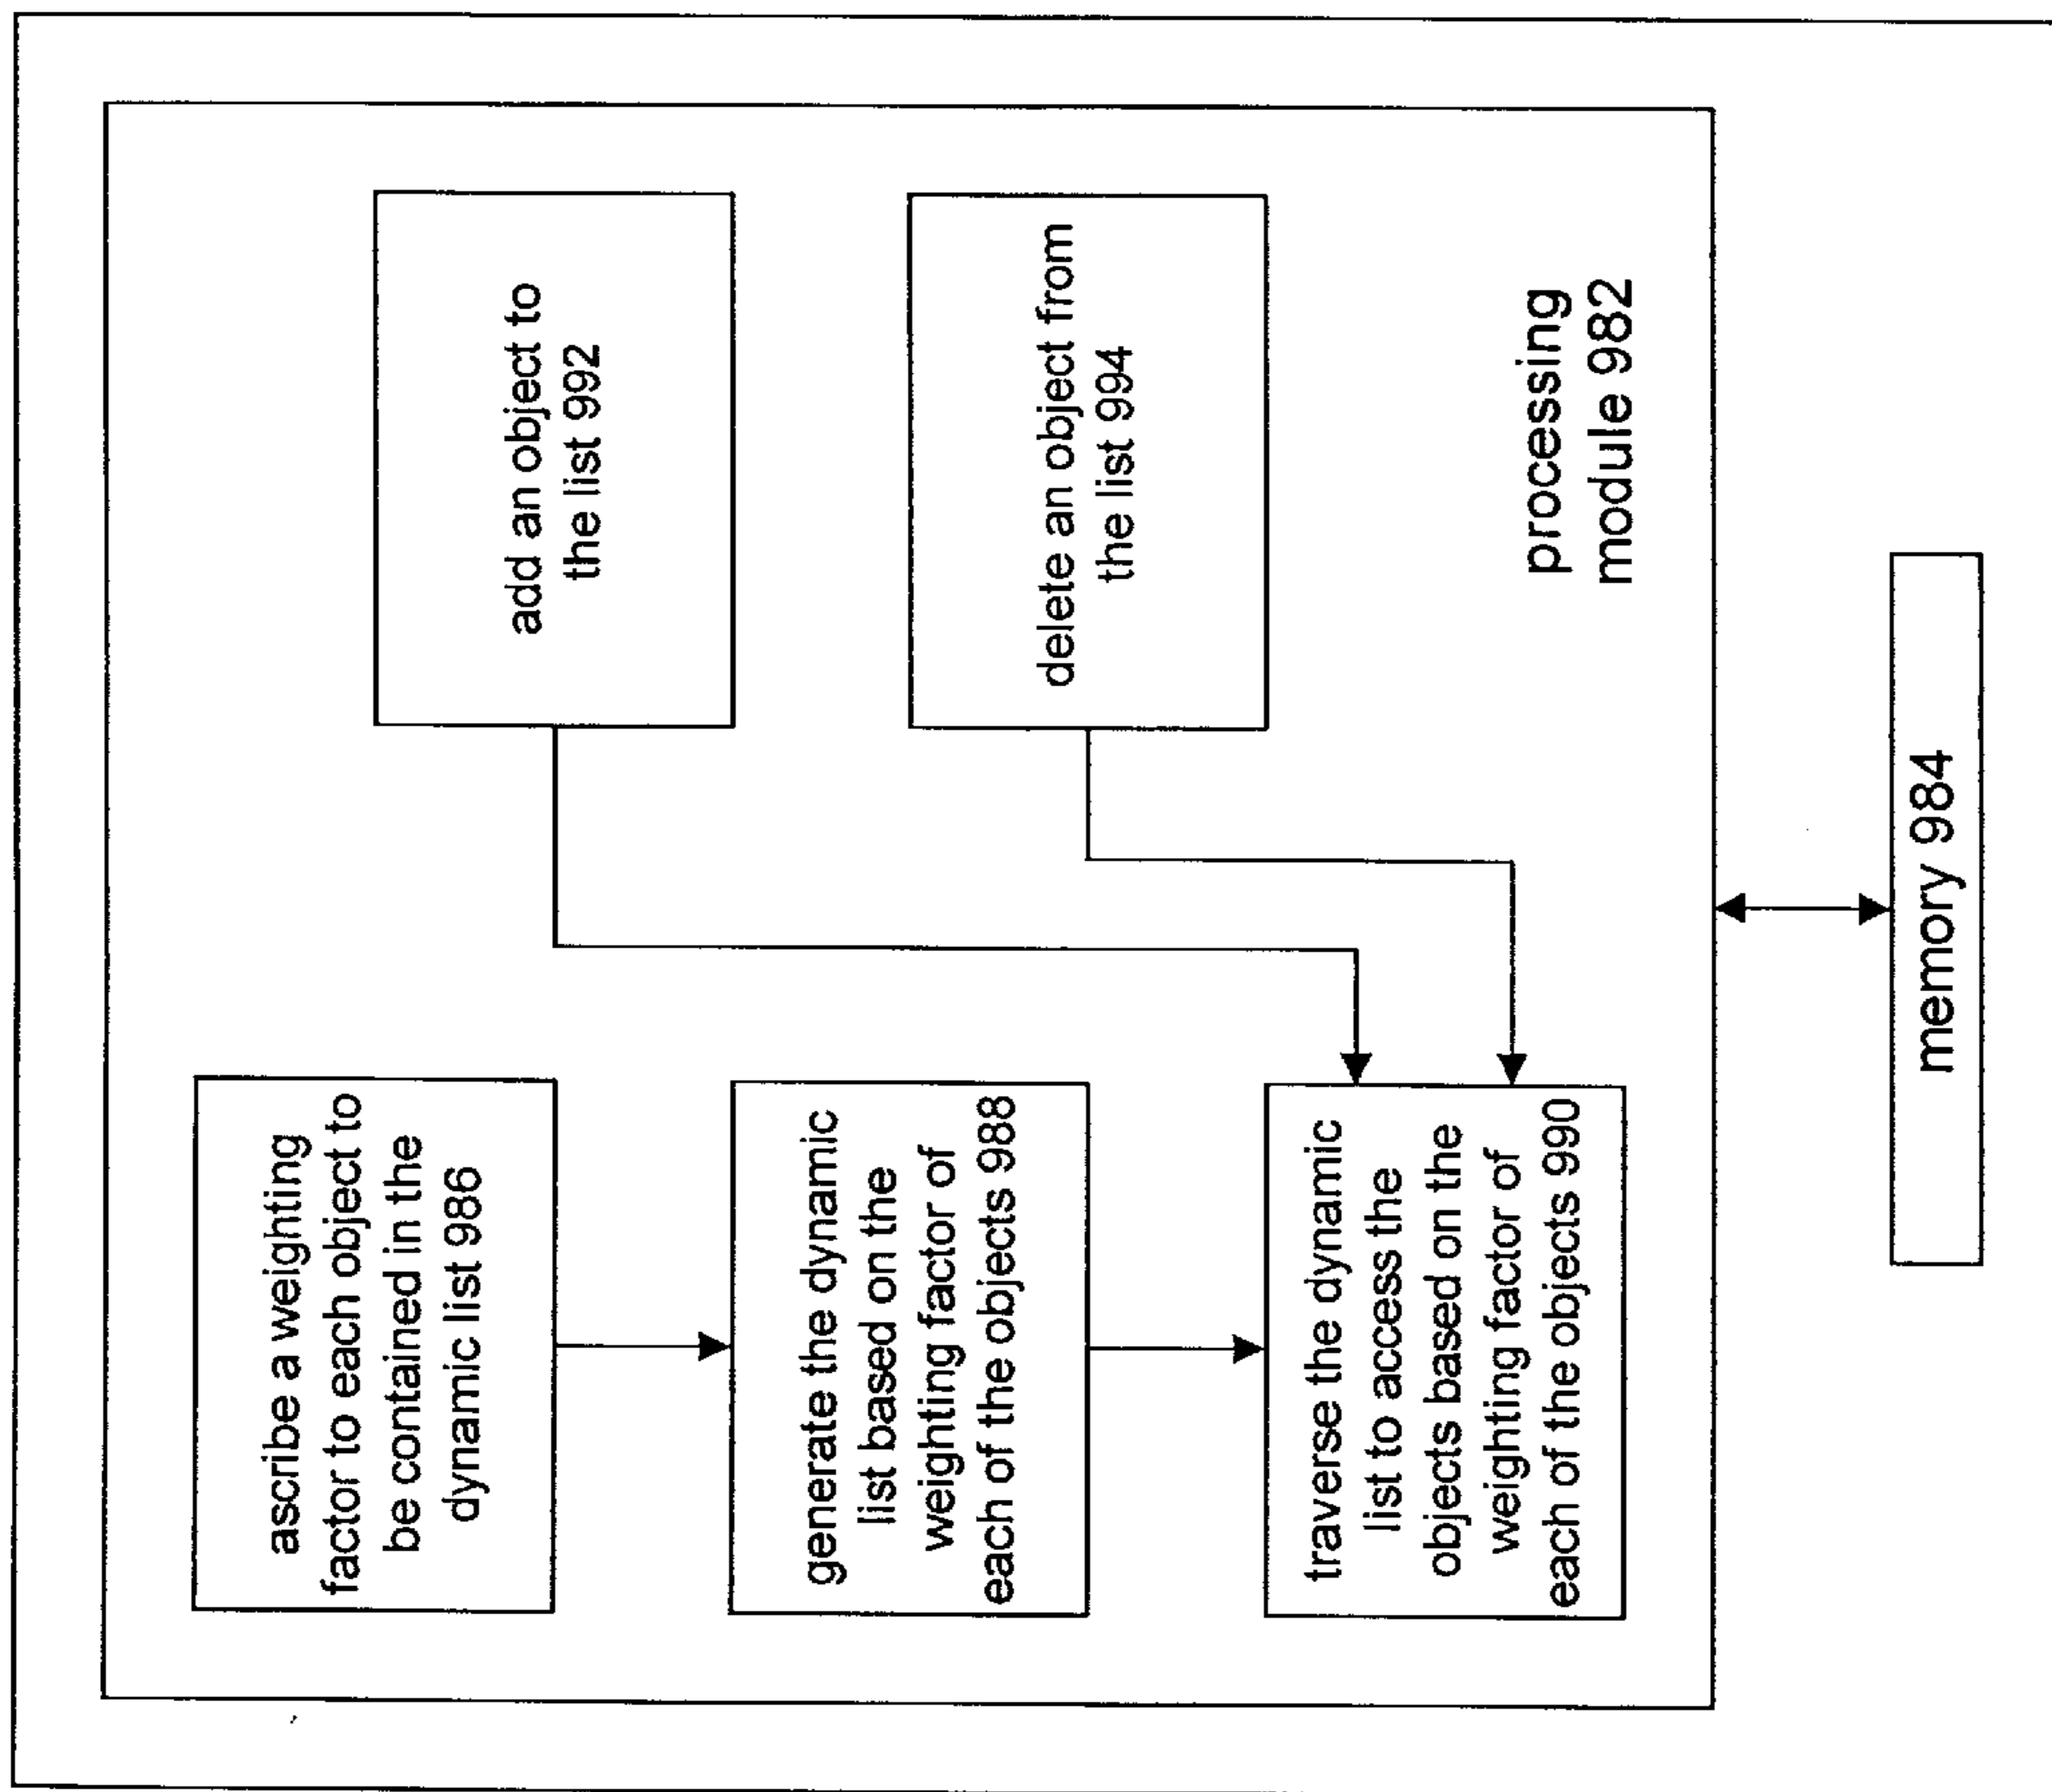 ascribe a weighting
factor to each object to
be contained in the
dynamic list 986
generate the dynamic
list based on the
weighting factor of
each of the objects 988
traverse the dynamic
list to access the
objects based on the
weighting factor of
each of the objects 990
add an object to
the list 992
delete an object from
the list 994
processing
module 982
memory 984